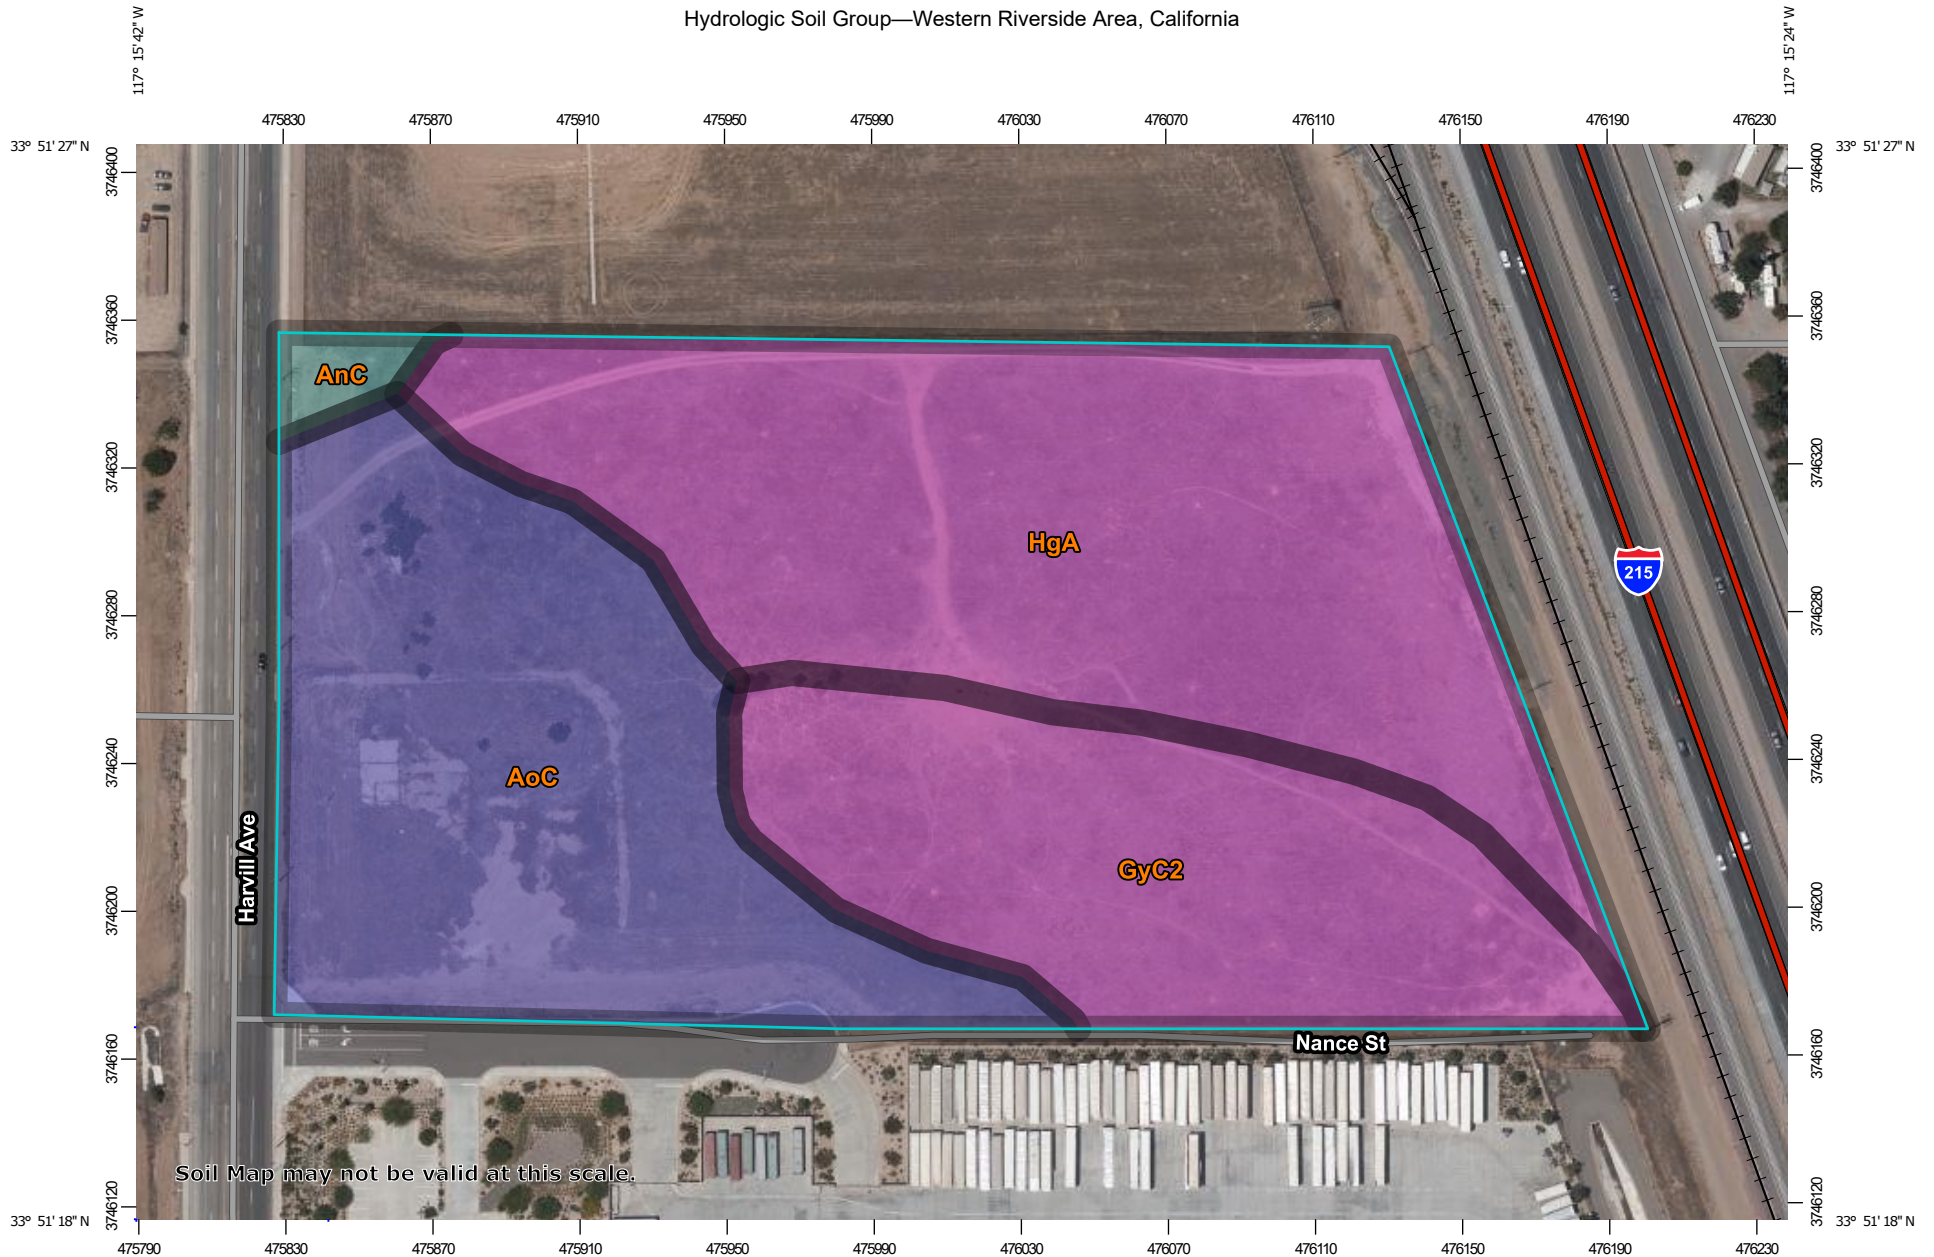 Hydrologic Soil Group—Western Riverside Area, California
117° 15' 42" W
117° 15' 24" W
475830 475870 475910 475950 475990 476030 476070 476110 476150 476190 476230
33° 51' 27" N
33° 51' 27" N
3746400
3746400
3746360
3746360
AnC
3746320
3746320
HgA
215
3746280
3746280
3746240
3746240
AoC
Harvill Ave
GyC2
3746200
3746200
Nance St
3746160
3746160
Soil Map may not be valid at this scale.
3746120
3746120
33° 51' 18" N
33° 51' 18" N
475790 475830 475870 475910 475950 475990 476030 476070 476110 476150 476190 476230